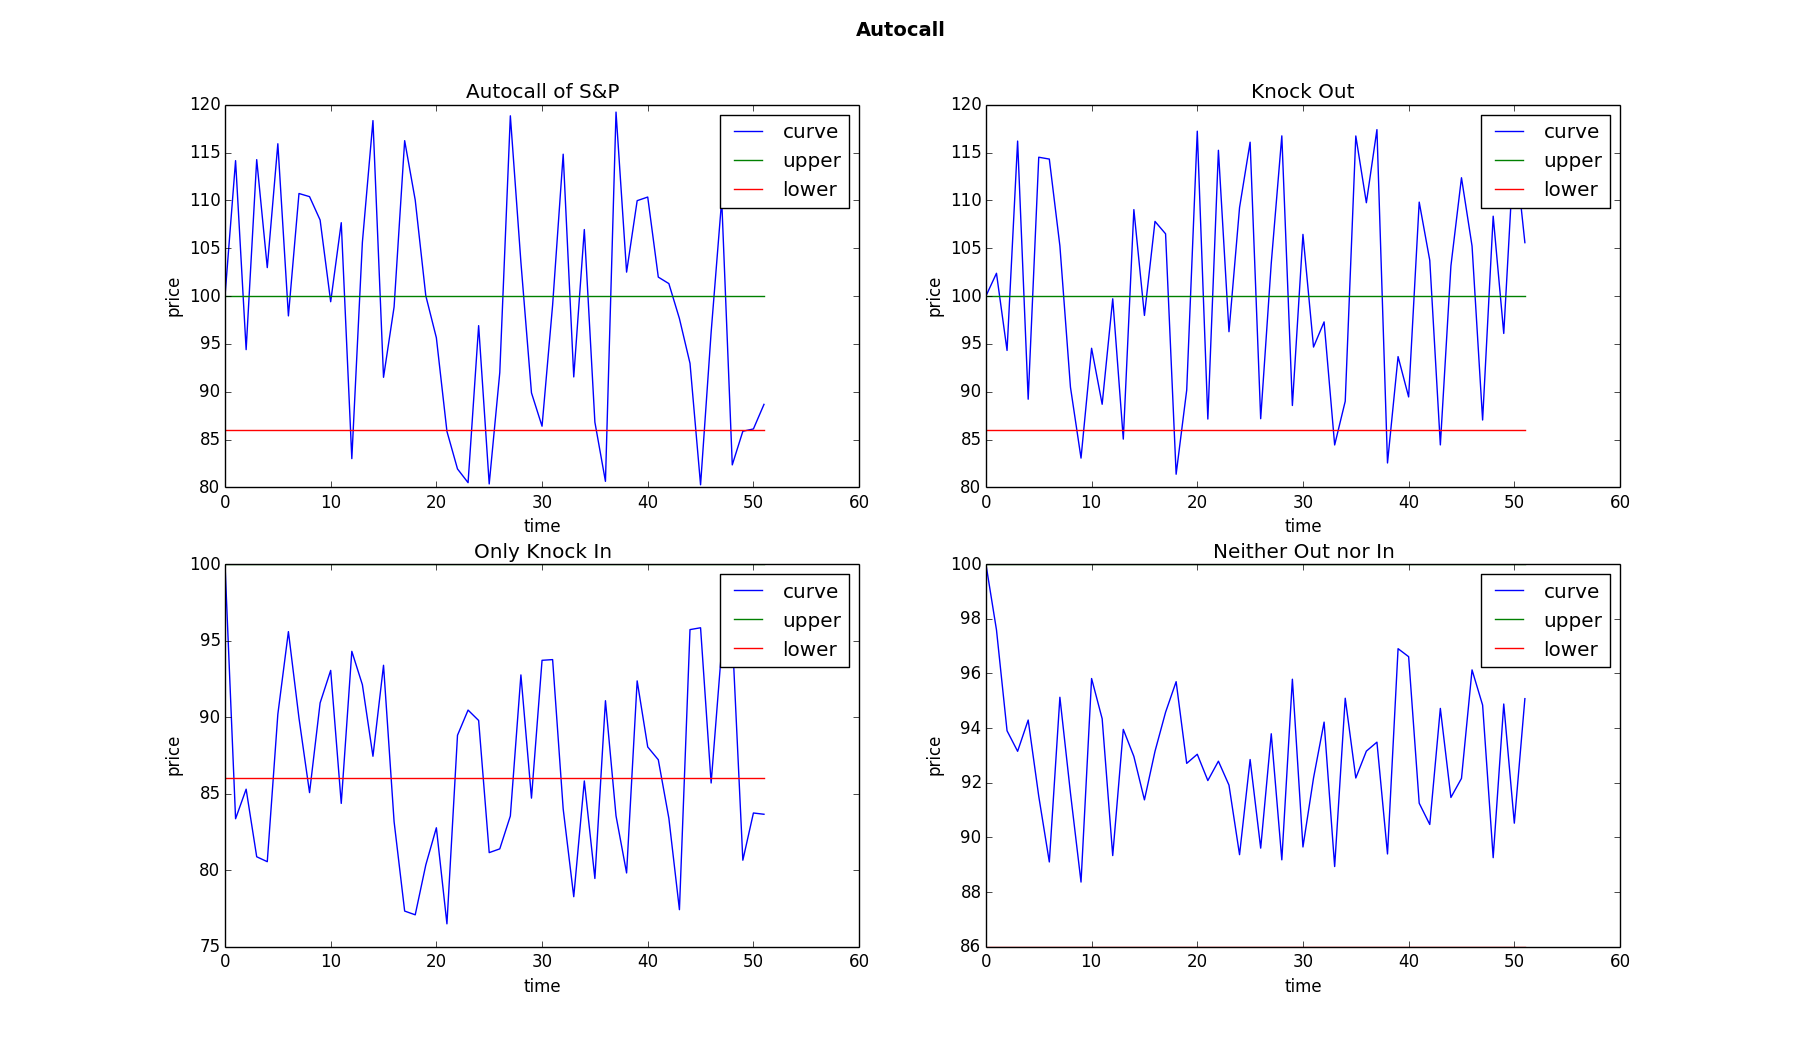 Autocall
Autocall of S&P
120
115
110
105
100
95
90
85
80
price
curve
upper
lower
0 10 20 30 40 50 60
time
Knock Out
120
115
110
105
100
95
90
85
80
price
curve
upper
lower
0 10 20 30 40 50 60
time
Only Knock In
100
95
90
85
80
75
price
curve
upper
lower
0 10 20 30 40 50 60
time
Neither Out nor In
100
98
96
94
92
90
88
86
price
curve
upper
lower
0 10 20 30 40 50 60
time